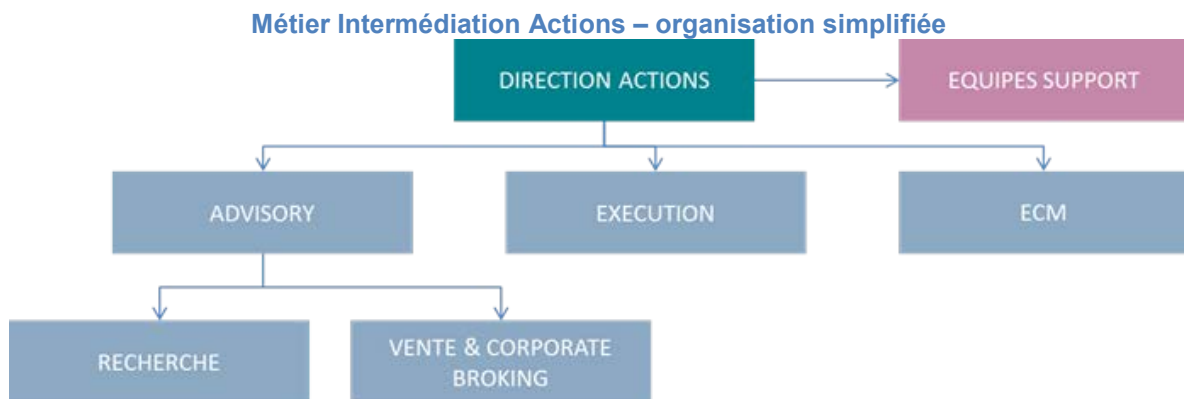 Métier Intermédiation Actions – organisation simplifiée
DIRECTION ACTIONS
EQUIPES SUPPORT
ADVISORY
EXECUTION
ECM
RECHERCHE
VENTE & CORPORATE
BROKING